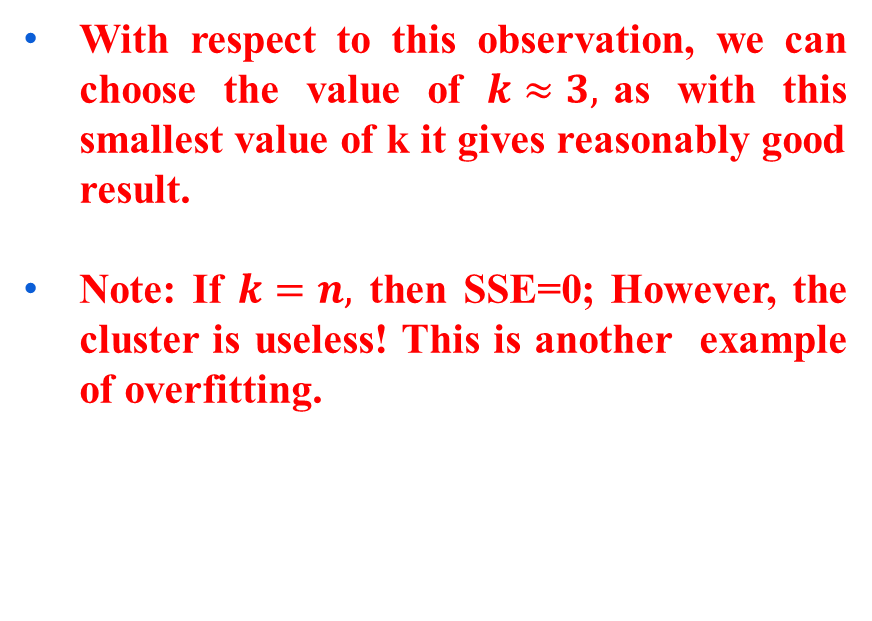 • With respect to this observation, we can
choose the value of k ≈ 3, as with this
smallest value of k it gives reasonably good
result.
• Note: If k = n, then SSE=0; However, the
cluster is useless! This is another example
of overfitting.